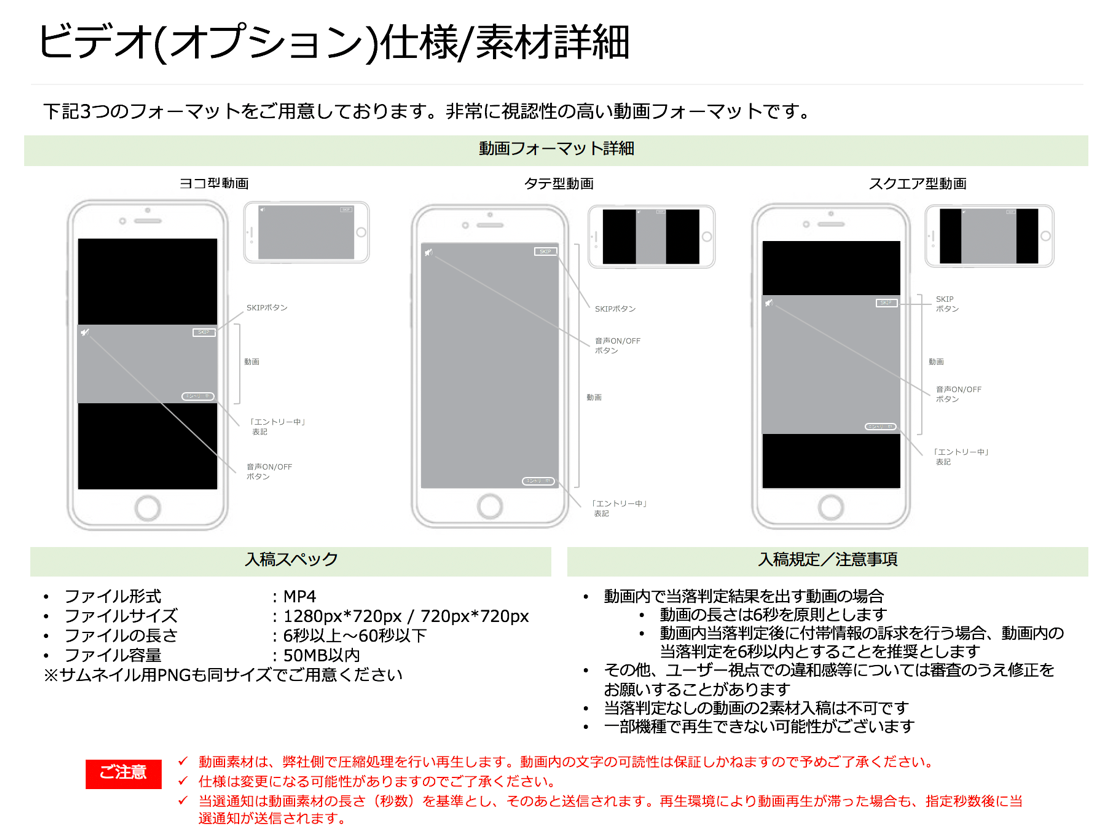 ビデオ(オプション)仕様/素材詳細
下記3つのフォーマットをご用意しております。非常に視認性の高い動画フォーマットです。
動画フォーマット詳細
ヨコ型動画
SKIP
SKIPボタン
動画
「エントリー中」
表記
音声ON/OFF
ボタン
タテ型動画
SKIP
SKIPボタン
音声ON/OFF
ボタン
動画
「エントリー中」
表記
スクエア型動画
SKIP
SKIP
ボタン
動画
音声ON/OFF
ボタン
「エントリー中」
表記
入稿スペック
• ファイル形式 : MP4
• ファイルサイズ : 1280px*720px / 720px*720px
• ファイルの長さ : 6秒以上〜60秒以下
• ファイル容量 : 50MB以内
※サムネイル用PNGも同サイズでご用意ください
入稿規定／注意事項
• 動画内で当落判定結果を出す動画の場合
• 動画の長さは6秒を原則とします
• 動画内当落判定後に付帯情報の訴求を行う場合、動画内の
当落判定を6秒以内とすることを推奨とします
• その他、ユーザー視点での違和感等については審査のうえ修正を
お願いすることがあります
• 当落判定なしの動画の2素材入稿は不可です
• 一部機種で再生できない可能性がございます
ご注意
✓ 動画素材は、弊社側で圧縮処理を行い再生します。動画内の文字の可読性は保証しかねますので予めご了承ください。
✓ 仕様は変更になる可能性がありますのでご了承ください。
✓ 当選通知は動画素材の長さ（秒数）を基準とし、そのあと送信されます。再生環境により動画再生が滞った場合も、指定秒数後に当
選通知が送信されます。